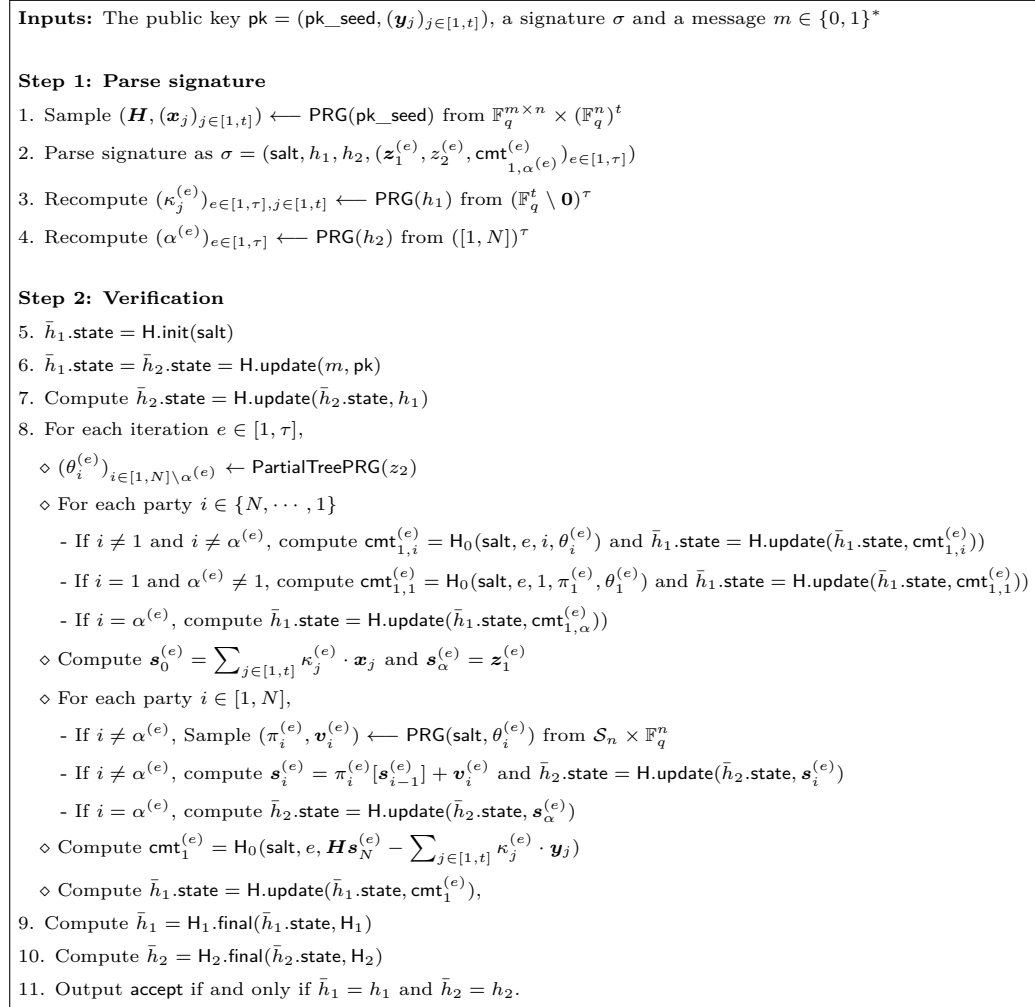 Inputs: The public key pk = (pk_seed, (y_j)_{j∈[1,t]}), a signature σ and a message m ∈ {0, 1}^*
Step 1: Parse signature
1. Sample (H, (x_j)_{j∈[1,t]}) ⟵ PRG(pk_seed) from 𝔽_q^{m×n} × (𝔽_q^n)^t
2. Parse signature as σ = (salt, h_1, h_2, (z_1^{(e)}, z_2^{(e)}, cmt_{1,α^{(e)}}^{(e)})_{e∈[1,τ]})
3. Recompute (κ_j^{(e)})_{e∈[1,τ],j∈[1,t]} ⟵ PRG(h_1) from (𝔽_q^t \ 0)^τ
4. Recompute (α^{(e)})_{e∈[1,τ]} ⟵ PRG(h_2) from ([1, N])^τ
Step 2: Verification
5. h̄_1.state = H.init(salt)
6. h̄_1.state = h̄_2.state = H.update(m, pk)
7. Compute h̄_2.state = H.update(h̄_2.state, h_1)
8. For each iteration e ∈ [1, τ],
⋄ (θ_i^{(e)})_{i∈[1,N]\α^{(e)}} ← PartialTreePRG(z_2)
⋄ For each party i ∈ {N, ⋯ , 1}
- If i ≠ 1 and i ≠ α^{(e)}, compute cmt_{1,i}^{(e)} = H_0(salt, e, i, θ_i^{(e)}) and h̄_1.state = H.update(h̄_1.state, cmt_{1,i}^{(e)}))
- If i = 1 and α^{(e)} ≠ 1, compute cmt_{1,1}^{(e)} = H_0(salt, e, 1, π_1^{(e)}, θ_1^{(e)}) and h̄_1.state = H.update(h̄_1.state, cmt_{1,1}^{(e)}))
- If i = α^{(e)}, compute h̄_1.state = H.update(h̄_1.state, cmt_{1,α}^{(e)}))
⋄ Compute s_0^{(e)} = ∑_{j∈[1,t]} κ_j^{(e)} · x_j and s_α^{(e)} = z_1^{(e)}
⋄ For each party i ∈ [1, N],
- If i ≠ α^{(e)}, Sample (π_i^{(e)}, v_i^{(e)}) ⟵ PRG(salt, θ_i^{(e)}) from 𝒮_n × 𝔽_q^n
- If i ≠ α^{(e)}, compute s_i^{(e)} = π_i^{(e)}[s_{i−1}^{(e)}] + v_i^{(e)} and h̄_2.state = H.update(h̄_2.state, s_i^{(e)})
- If i = α^{(e)}, compute h̄_2.state = H.update(h̄_2.state, s_α^{(e)})
⋄ Compute cmt_1^{(e)} = H_0(salt, e, Hs_N^{(e)} − ∑_{j∈[1,t]} κ_j^{(e)} · y_j)
⋄ Compute h̄_1.state = H.update(h̄_1.state, cmt_1^{(e)}),
9. Compute h̄_1 = H_1.final(h̄_1.state, H_1)
10. Compute h̄_2 = H_2.final(h̄_2.state, H_2)
11. Output accept if and only if h̄_1 = h_1 and h̄_2 = h_2.